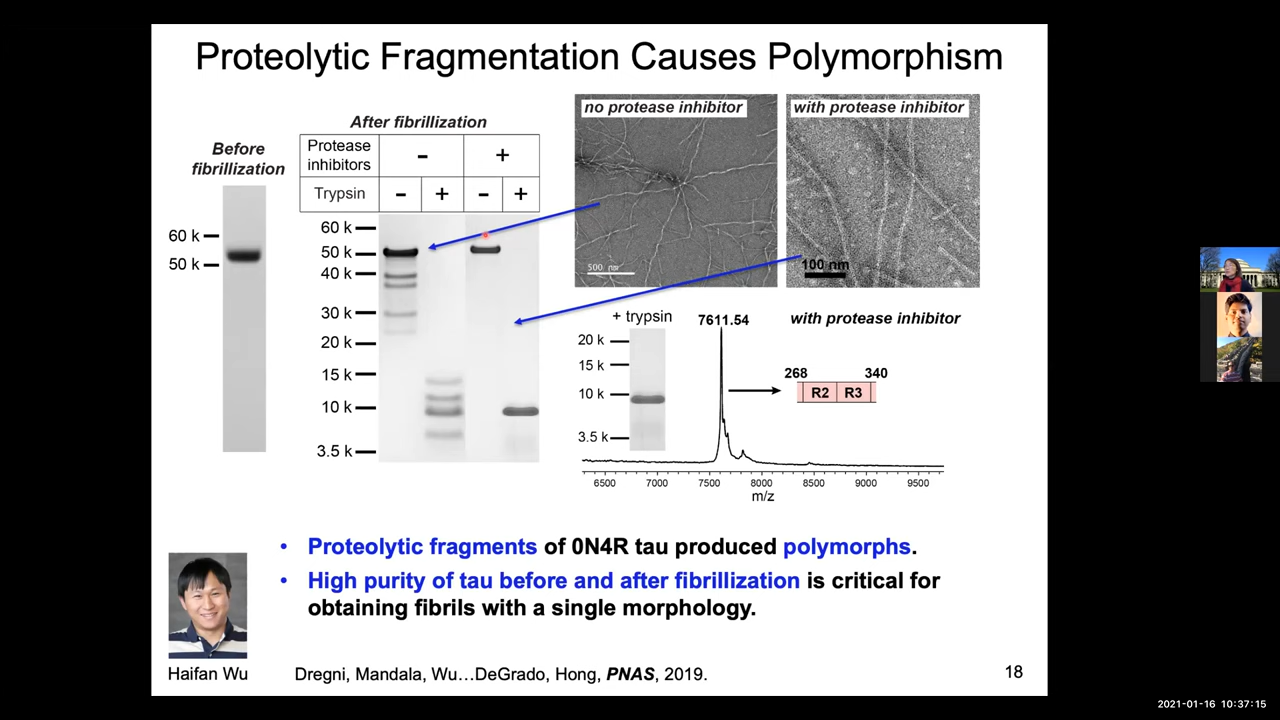 Proteolytic Fragmentation Causes Polymorphism
Before
fibrillization
60 k
50 k
After fibrillization
Protease
inhibitors
- +
Trypsin
- + - +
60 k
50 k
40 k
30 k
20 k
15 k
10 k
3.5 k
no protease inhibitor
500 nm
with protease inhibitor
100 nm
+ trypsin
20 k
15 k
10 k
3.5 k
7611.54
with protease inhibitor
268 340
R2 R3
6500 7000 7500 8000 8500 9000 9500
m/z
• Proteolytic fragments of 0N4R tau produced polymorphs.
• High purity of tau before and after fibrillization is critical for
obtaining fibrils with a single morphology.
Haifan Wu
Dregni, Mandala, Wu…DeGrado, Hong, PNAS, 2019.
18
2021-01-16 10:37:15